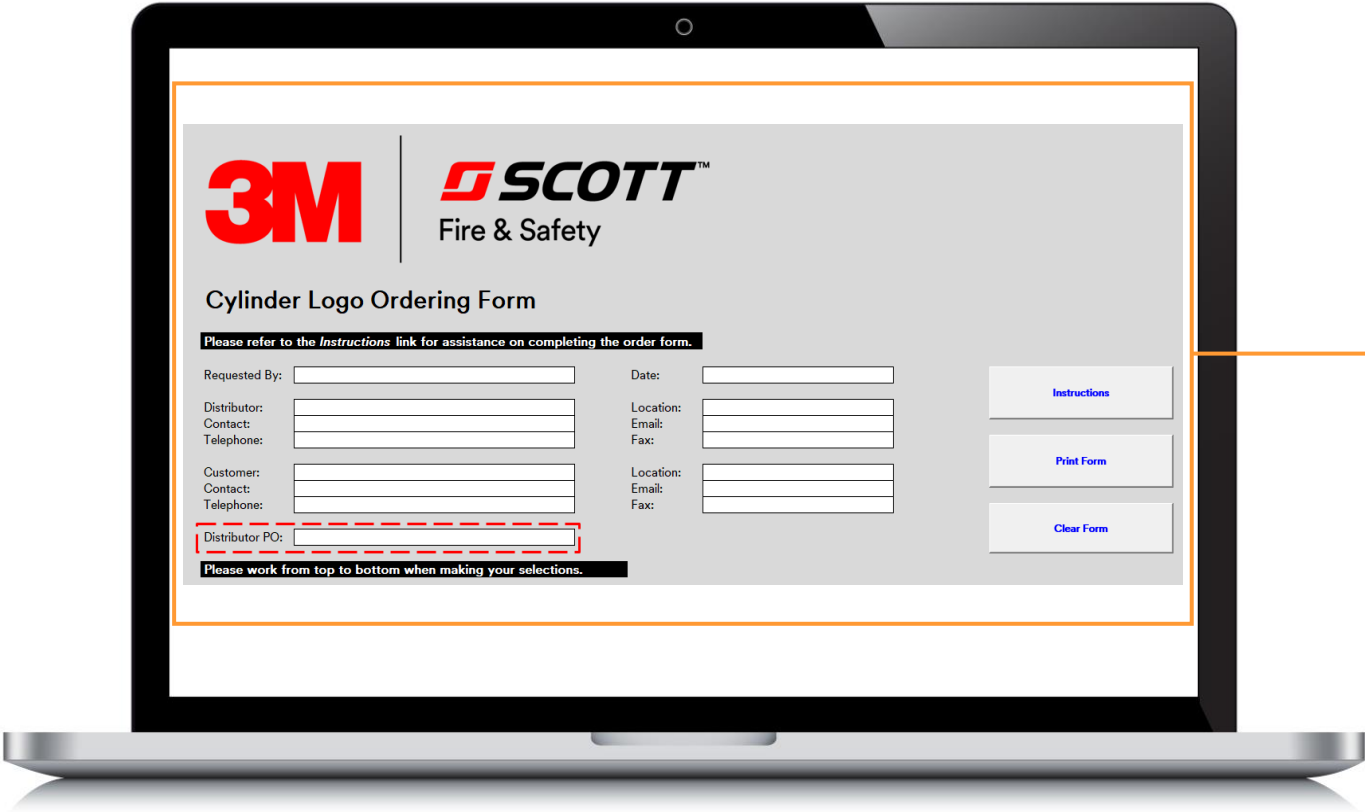 3M
SCOTT™
Fire & Safety
Cylinder Logo Ordering Form
Please refer to the Instructions link for assistance on completing the order form.
Requested By: Date:
Distributor: Location:
Contact: Email:
Telephone: Fax:
Customer: Location:
Contact: Email:
Telephone: Fax:
Distributor PO:
Please work from top to bottom when making your selections.
Instructions
Print Form
Clear Form